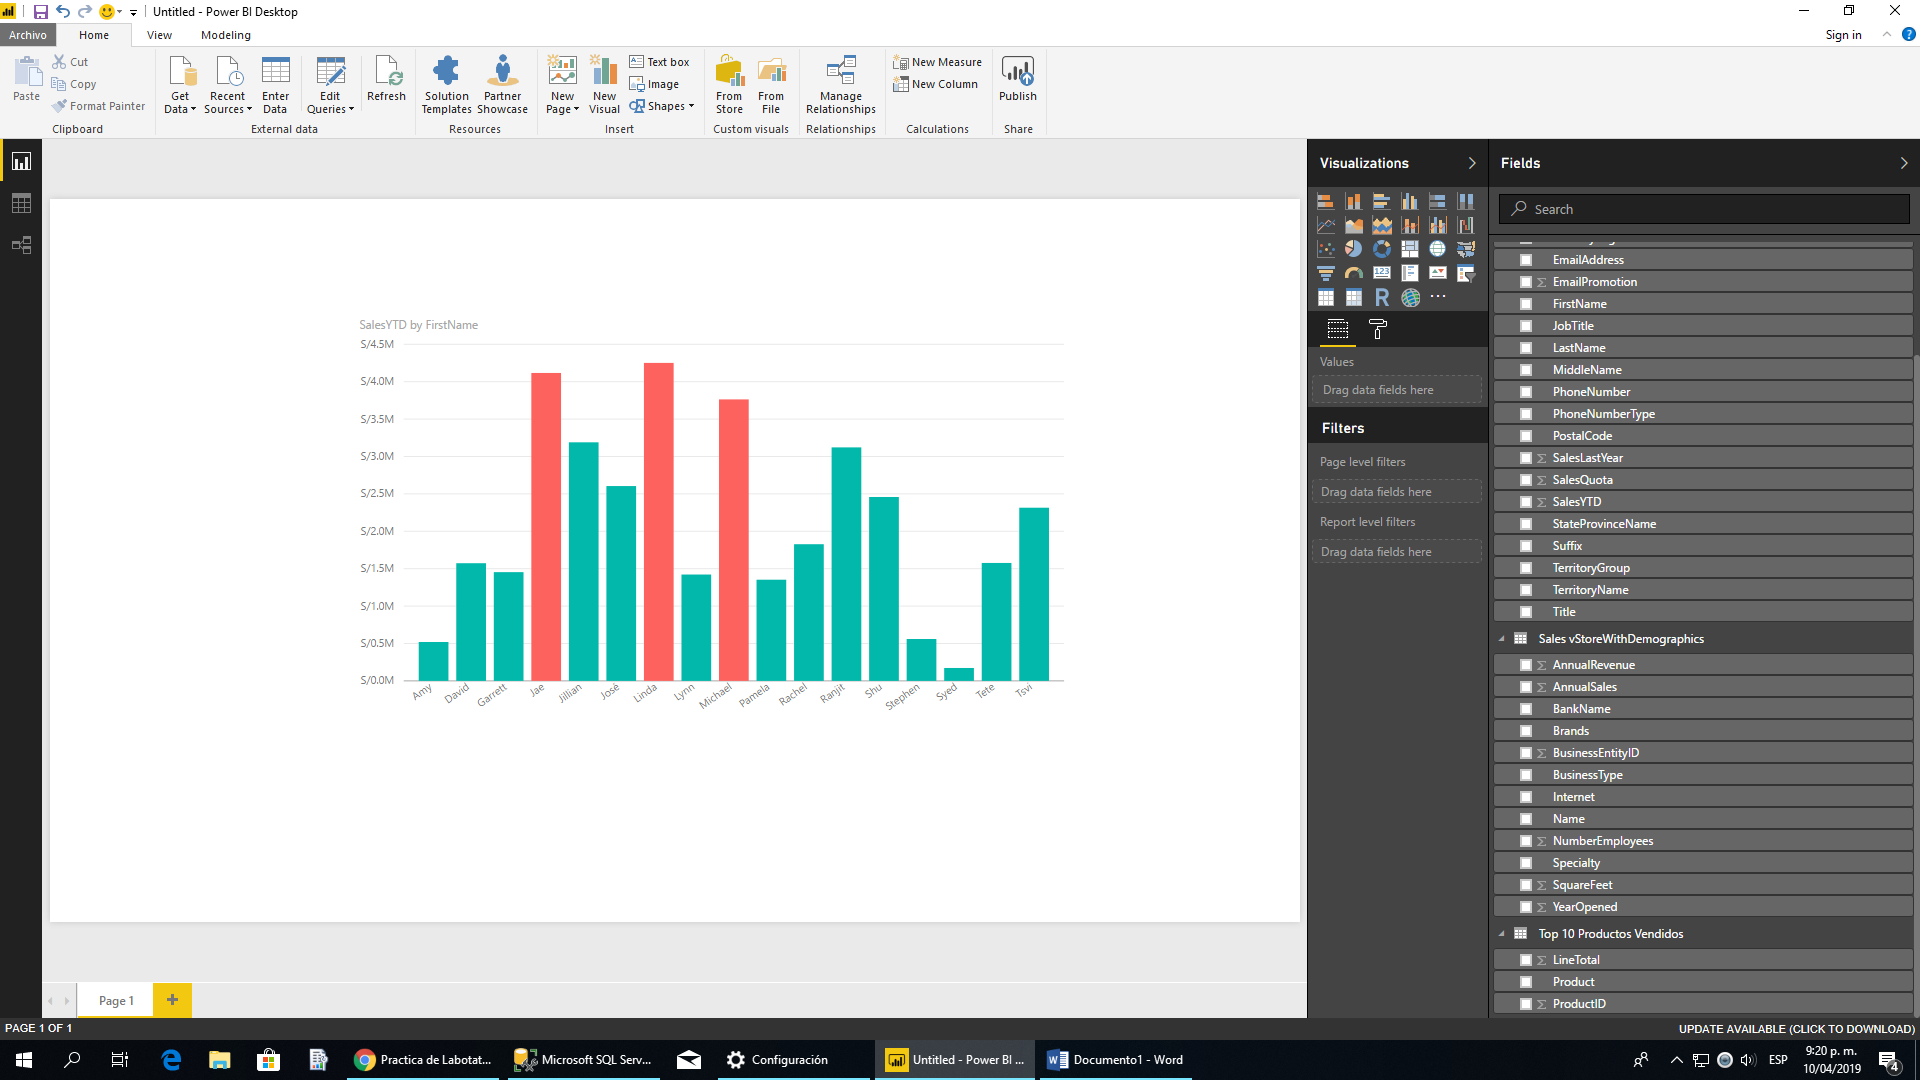 Untitled - Power BI Desktop
Archivo
Home
View
Modeling
Sign in
Paste
Cut
Copy
Format Painter
Clipboard
Get Data
Recent Sources
Enter Data
Edit Queries
Refresh
External data
Solution Templates
Partner Showcase
Resources
New Page
New Visual
Text box
Image
Shapes
Insert
From Store
From File
Custom visuals
Manage Relationships
Relationships
New Measure
New Column
Calculations
Publish
Share
SalesYTD by FirstName
S/4.5M
S/4.0M
S/3.5M
S/3.0M
S/2.5M
S/2.0M
S/1.5M
S/1.0M
S/0.5M
S/0.0M
Amy
David
Garrett
Jae
Jillian
José
Linda
Lynn
Michael
Pamela
Rachel
Ranjit
Shu
Stephen
Syed
Tete
Tsvi
Visualizations
123
R
Values
Drag data fields here
Filters
Page level filters
Drag data fields here
Report level filters
Drag data fields here
Fields
Search
EmailAddress
EmailPromotion
FirstName
JobTitle
LastName
MiddleName
PhoneNumber
PhoneNumberType
PostalCode
SalesLastYear
SalesQuota
SalesYTD
StateProvinceName
Suffix
TerritoryGroup
TerritoryName
Title
Sales vStoreWithDemographics
AnnualRevenue
AnnualSales
BankName
Brands
BusinessEntityID
BusinessType
Internet
Name
NumberEmployees
Specialty
SquareFeet
YearOpened
Top 10 Productos Vendidos
LineTotal
Product
ProductID
Page 1
PAGE 1 OF 1
UPDATE AVAILABLE (CLICK TO DOWNLOAD)
Practica de Labotat...
Microsoft SQL Serv...
Configuración
Untitled - Power BI ...
Documento1 - Word
ESP
9:20 p. m.
10/04/2019
4